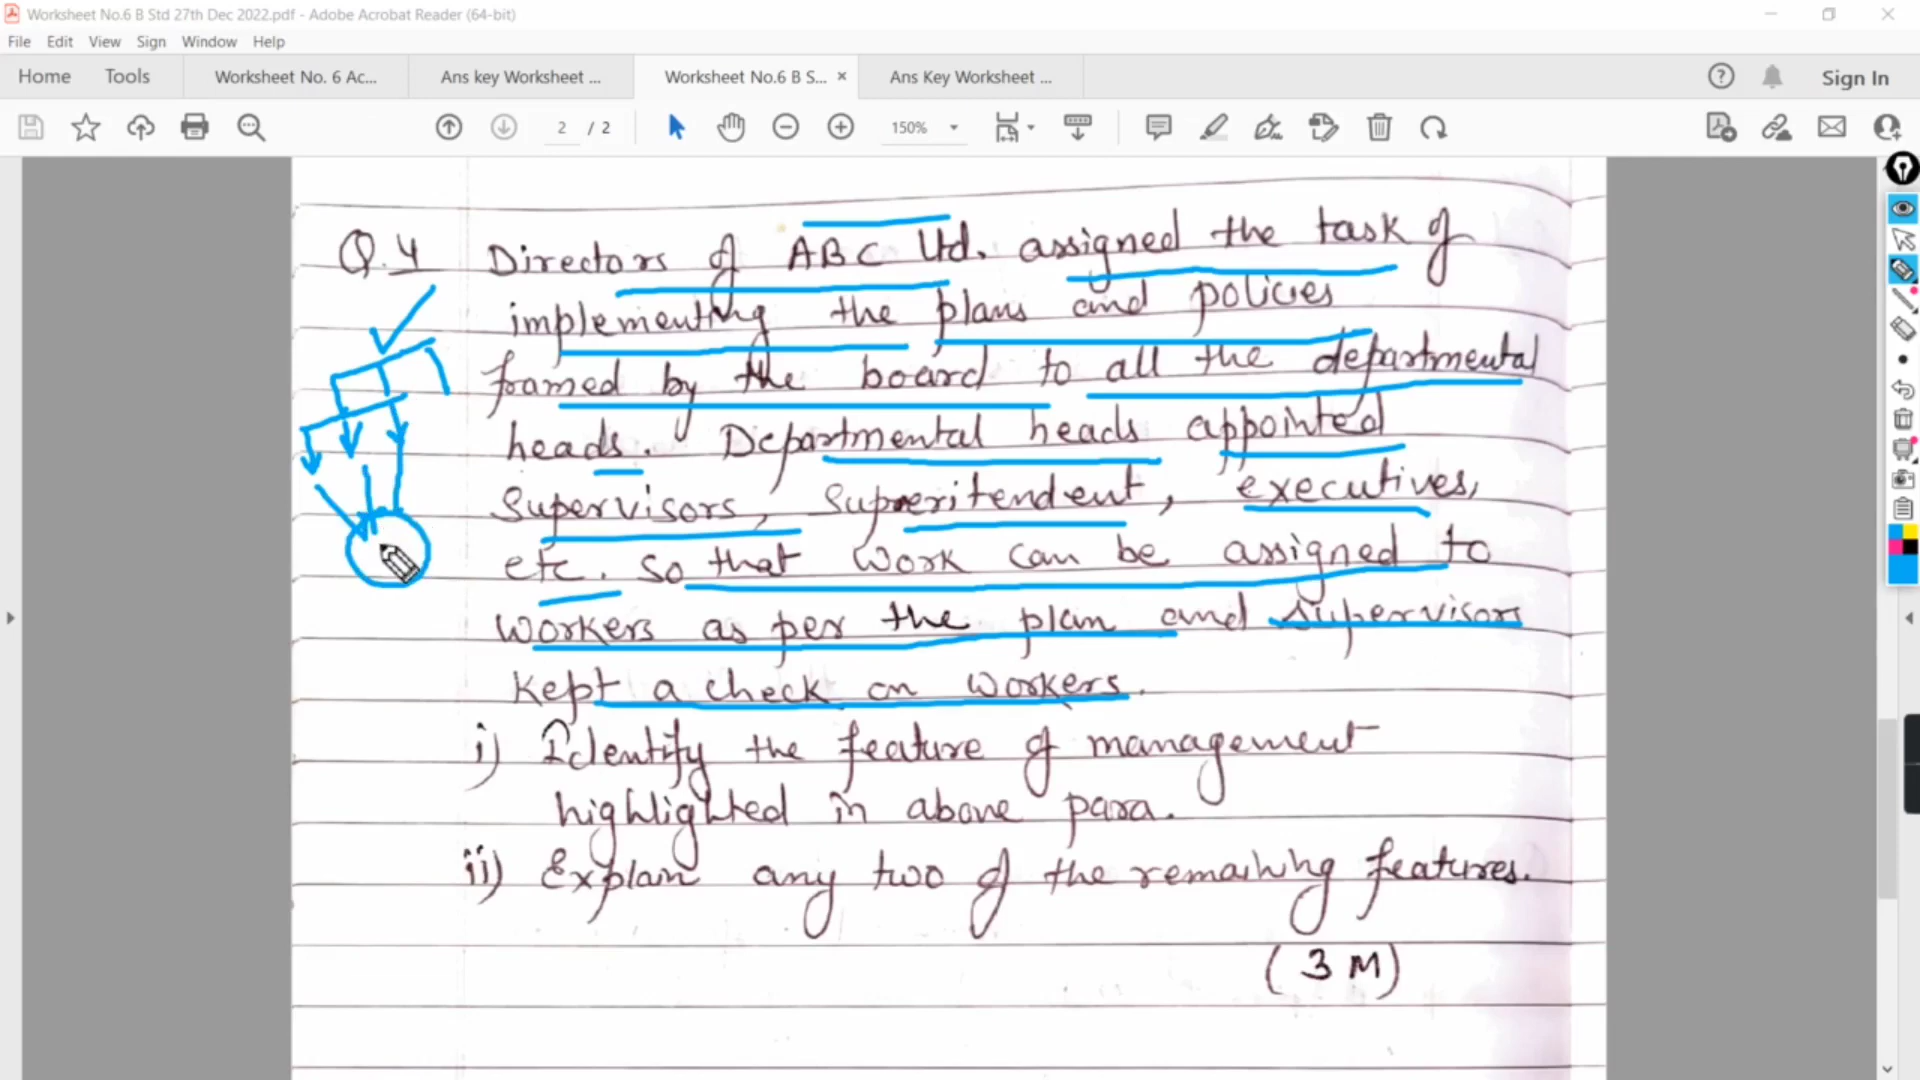 Worksheet No.6 B Std 27th Dec 2022.pdf - Adobe Acrobat Reader (64-bit)
File Edit View Sign Window Help
Home Tools Worksheet No. 6 Ac... Ans key Worksheet ... Worksheet No.6 B S... × Ans Key Worksheet ... Sign In
2 / 2 150%
Q.4 Directors of ABC Ltd. assigned the task of
implementing the plans and policies
framed by the board to all the departmental
heads. Departmental heads appointed
Supervisors, Superitendent, executives,
etc. so that work can be assigned to
workers as per the plan and supervisor
kept a check on workers.
i) Identify the feature of management
highlighted in above para.
ii) Explain any two of the remaining features.
(3 M)